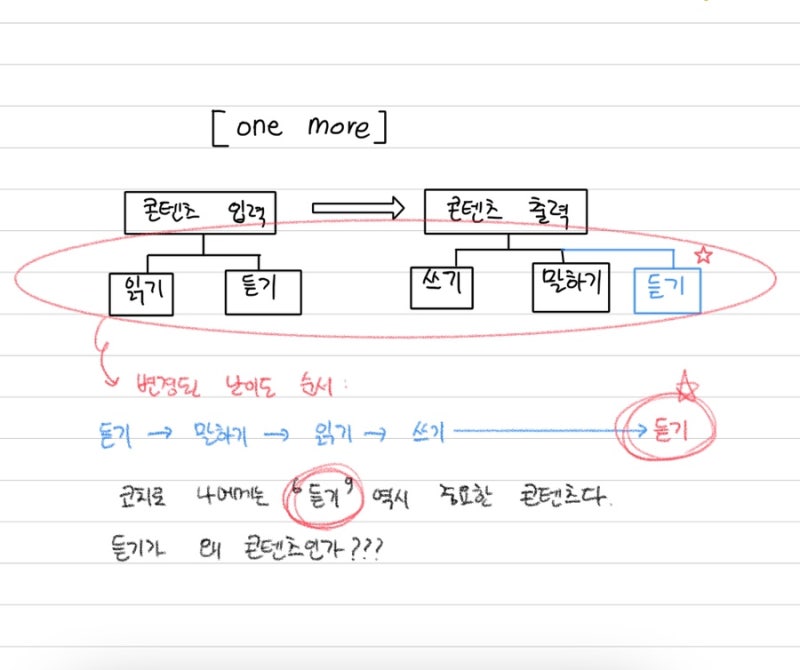 [one more]
콘텐츠 입력 ⇒ 콘텐츠 출력
읽기 듣기 쓰기 말하기 듣기 ☆
변경된 난이도 순서:
듣기 → 말하기 → 읽기 → 쓰기 → 듣기
코치로 나에게는 '듣기' 역시 중요한 콘텐츠다.
듣기가 왜 콘텐츠인가???